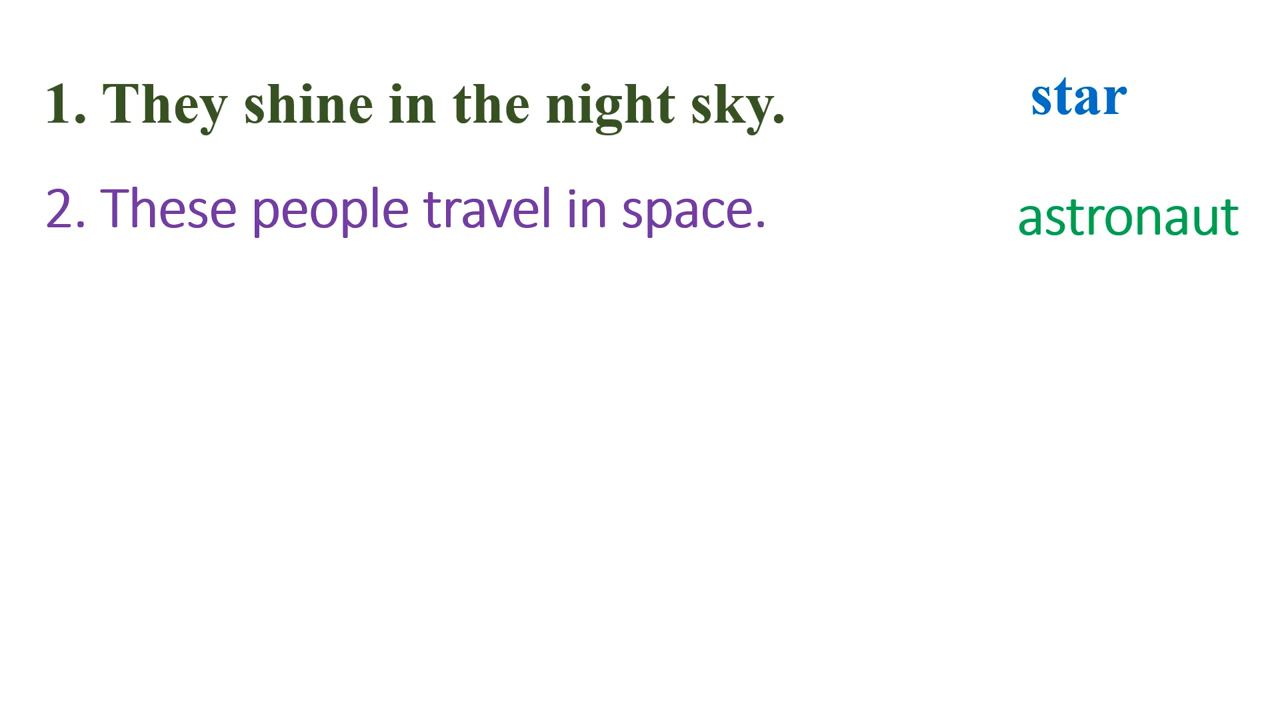 1. They shine in the night sky. star
2. These people travel in space. astronaut